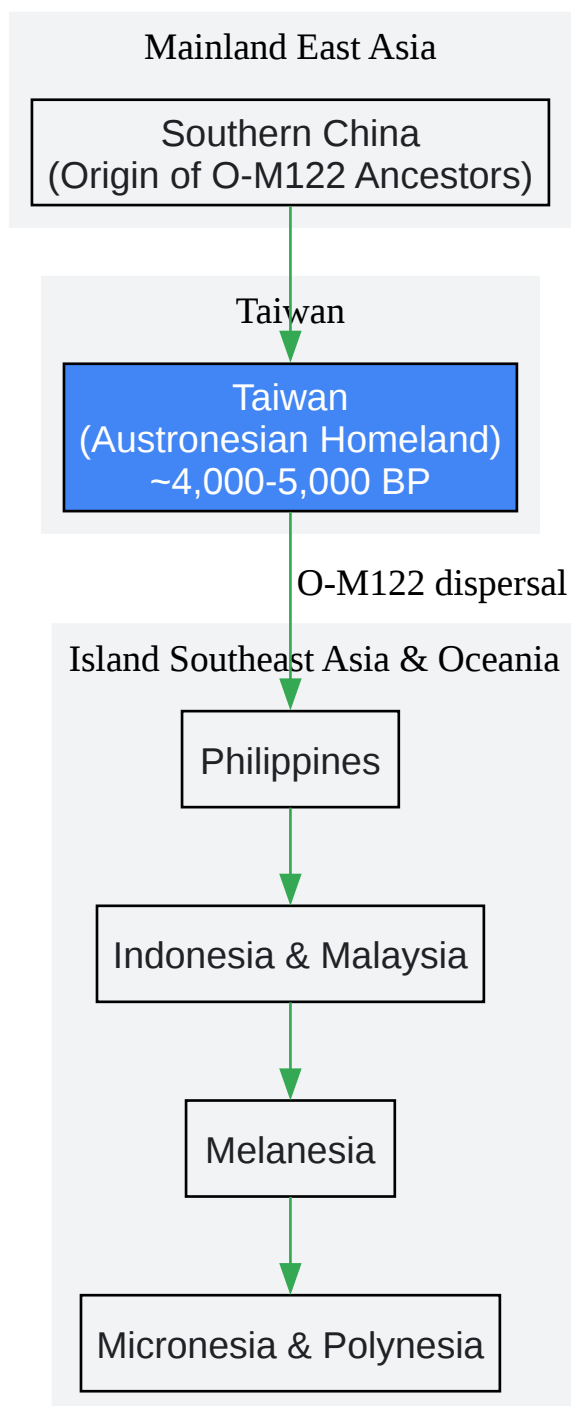 Mainland East Asia
Southern China
(Origin of O-M122 Ancestors)
Taiwan
Taiwan
(Austronesian Homeland)
~4,000-5,000 BP
O-M122 dispersal
Island Southeast Asia & Oceania
Philippines
Indonesia & Malaysia
Melanesia
Micronesia & Polynesia